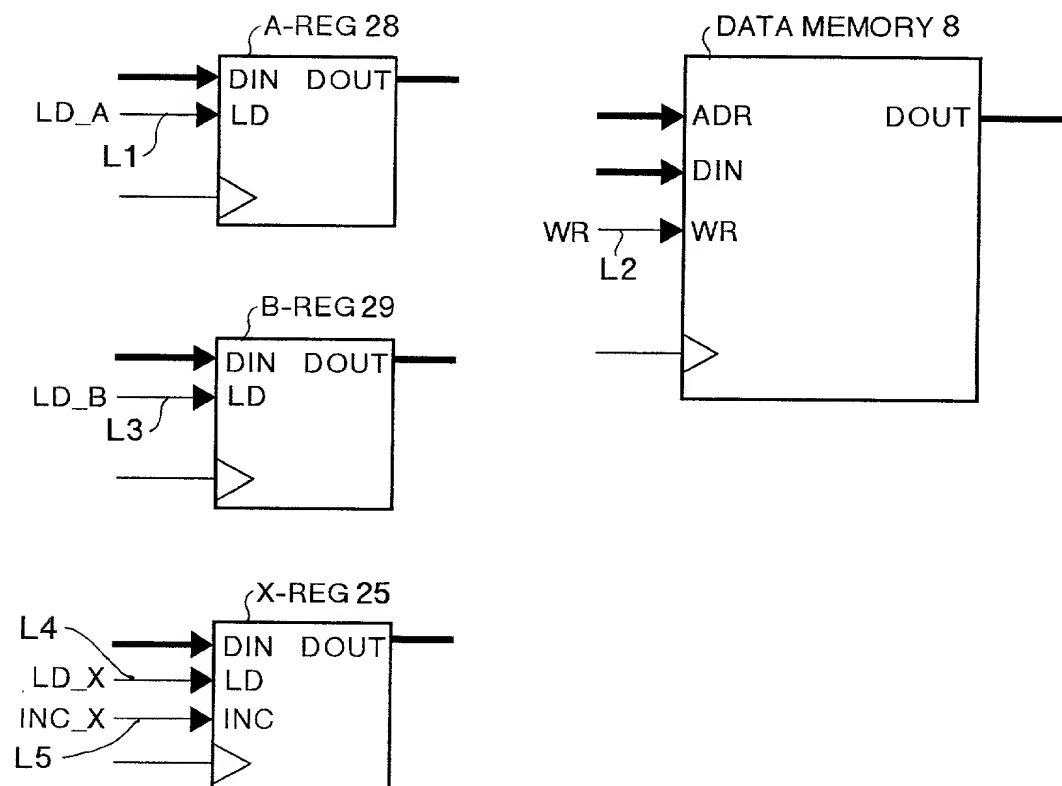 A-REG 28
DIN DOUT
LD_A LD
L1
DATA MEMORY 8
ADR DOUT
DIN
WR WR
L2
B-REG 29
DIN DOUT
LD_B LD
L3
X-REG 25
L4
DIN DOUT
LD_X LD
INC_X INC
L5